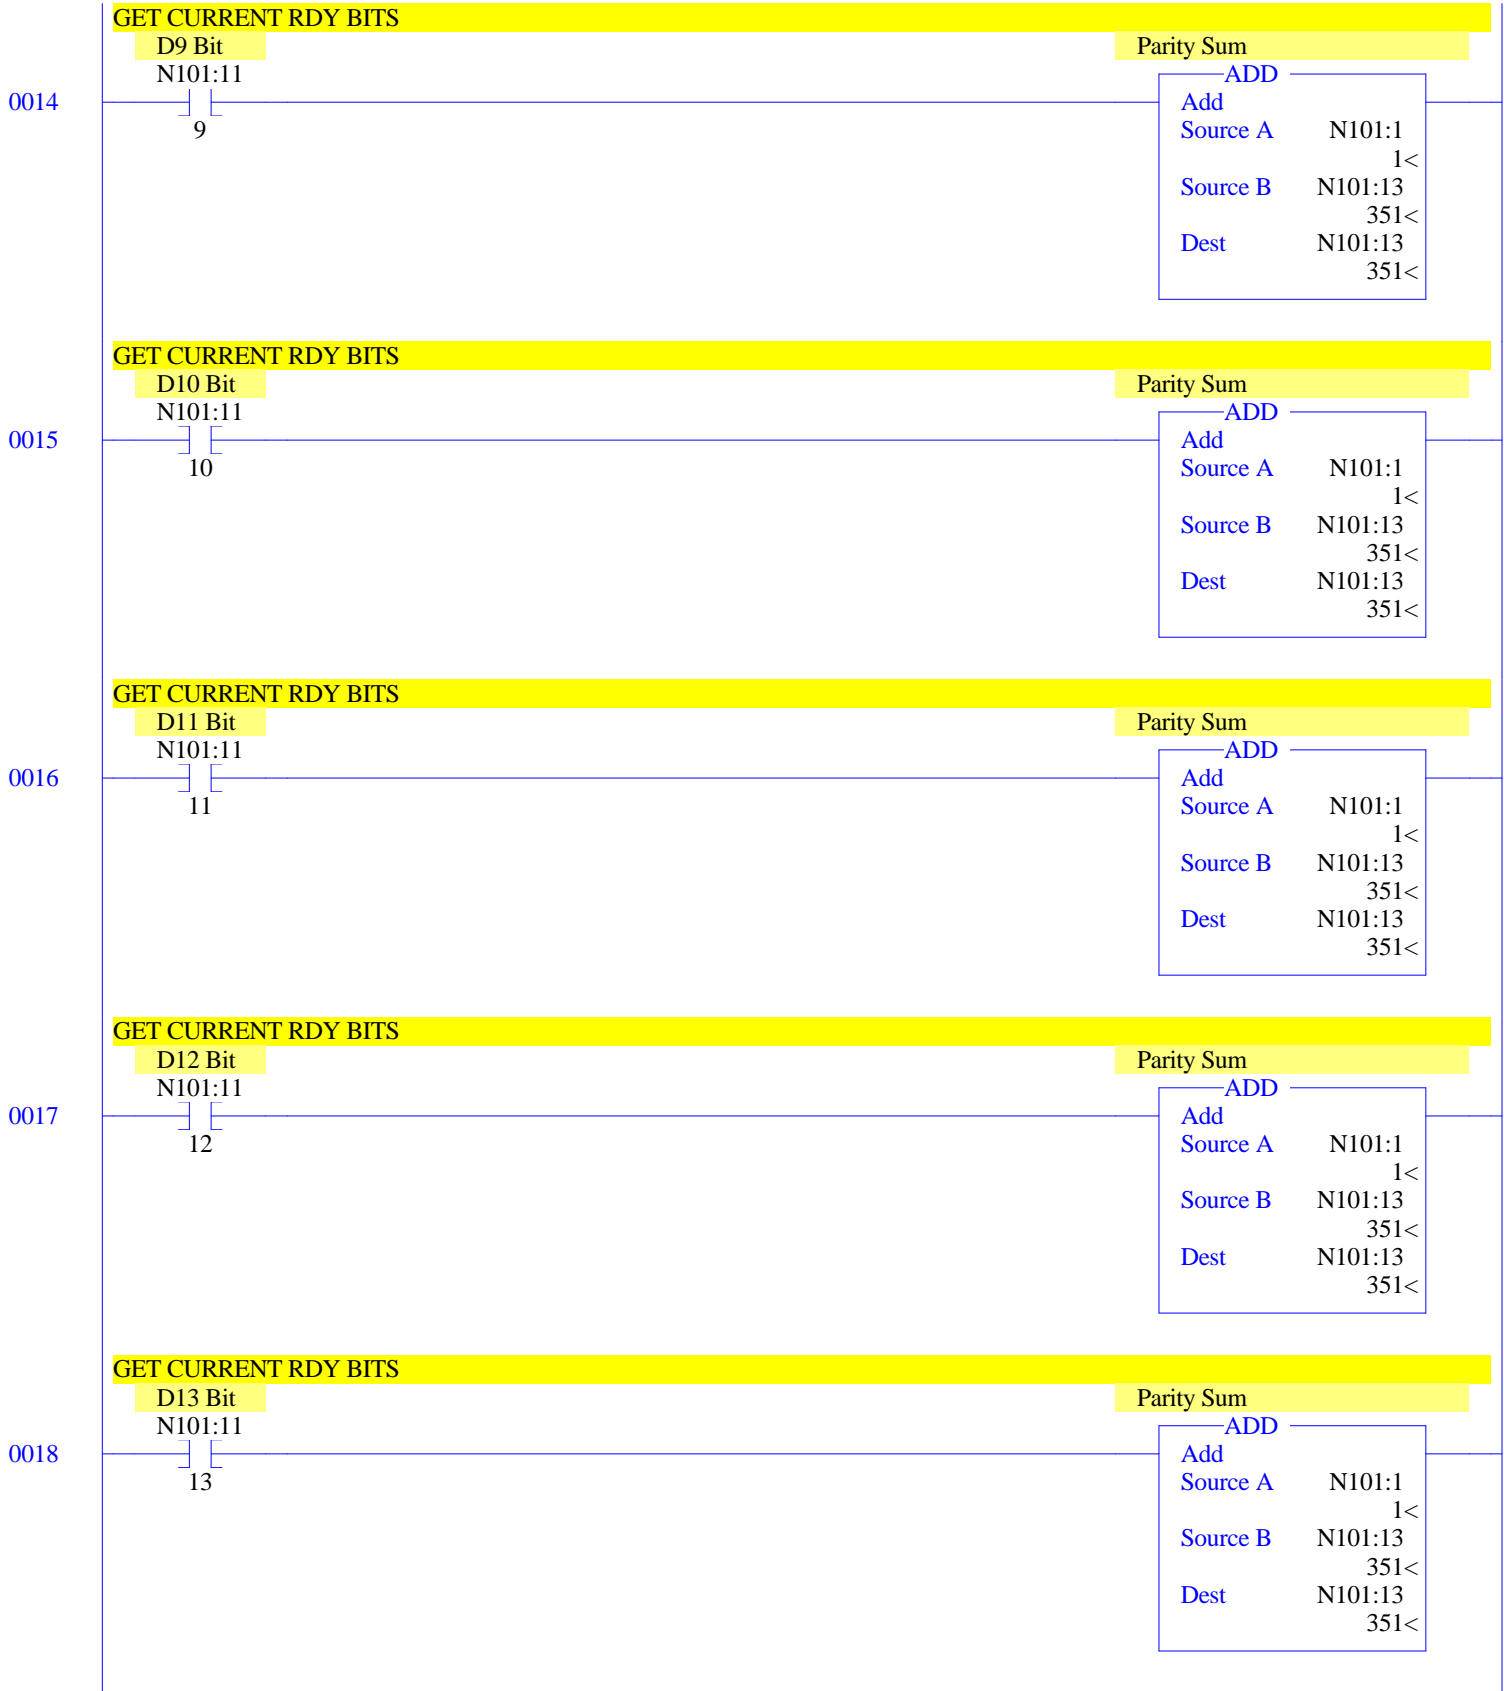 GET CURRENT RDY BITS
D9 Bit
Parity Sum
N101:11
ADD
0014
Add
9
Source A N101:1
1<
Source B N101:13
351<
Dest N101:13
351<
GET CURRENT RDY BITS
D10 Bit
Parity Sum
N101:11
ADD
0015
Add
10
Source A N101:1
1<
Source B N101:13
351<
Dest N101:13
351<
GET CURRENT RDY BITS
D11 Bit
Parity Sum
N101:11
ADD
0016
Add
11
Source A N101:1
1<
Source B N101:13
351<
Dest N101:13
351<
GET CURRENT RDY BITS
D12 Bit
Parity Sum
N101:11
ADD
0017
Add
12
Source A N101:1
1<
Source B N101:13
351<
Dest N101:13
351<
GET CURRENT RDY BITS
D13 Bit
Parity Sum
N101:11
ADD
0018
Add
13
Source A N101:1
1<
Source B N101:13
351<
Dest N101:13
351<